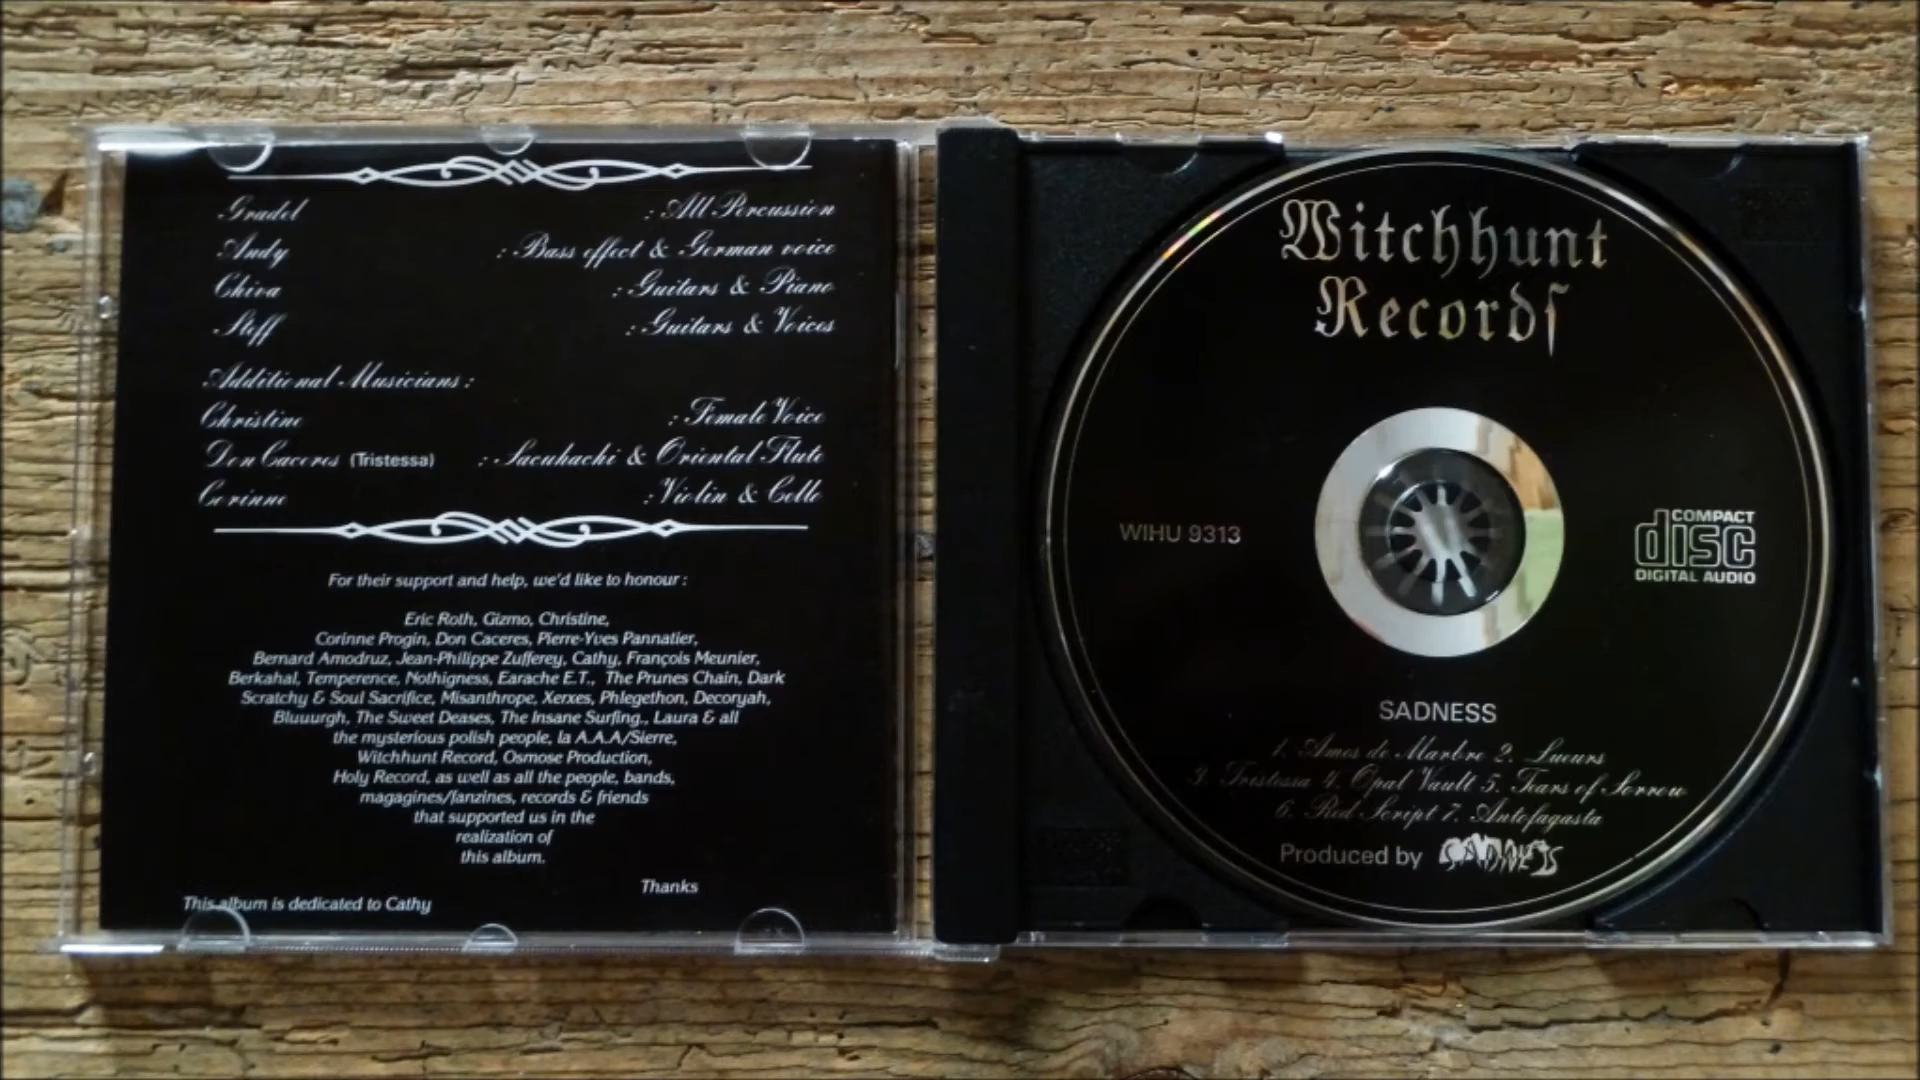 Gradel : All Percussion
Andy : Bass effect & German voice
Chiva : Guitars & Piano
Steff : Guitars & Voices
Additional Musicians :
Christine : Female Voice
Don Caceres (Tristessa) : Sacuhachi & Oriental Flute
Corinne : Violin & Cello
For their support and help, we'd like to honour :
Eric Roth, Gizmo, Christine,
Corinne Progin, Don Caceres, Pierre-Yves Pannatier,
Bernard Amodruz, Jean-Philippe Zufferey, Cathy, François Meunier,
Berkahal, Temperence, Nothigness, Earache E.T., The Prunes Chain, Dark
Scratchy & Soul Sacrifice, Misanthrope, Xerxes, Phlegethon, Decoryah,
Bluuurgh, The Sweet Deases, The Insane Surfing., Laura & all
the mysterious polish people, la A.A.A/Sierre,
Witchhunt Record, Osmose Production,
Holy Record, as well as all the people, bands,
magagines/fanzines, records & friends
that supported us in the
realization of
this album.
Thanks
This album is dedicated to Cathy
Witchhunt
Records
WIHU 9313
COMPACT
disc
DIGITAL AUDIO
SADNESS
1. Ames de Marbre 2. Lueurs
3. Tristessa 4. Opal Vault 5. Tears of Sorrow
6. Red Script 7. Antofagasta
Produced by SADNESS